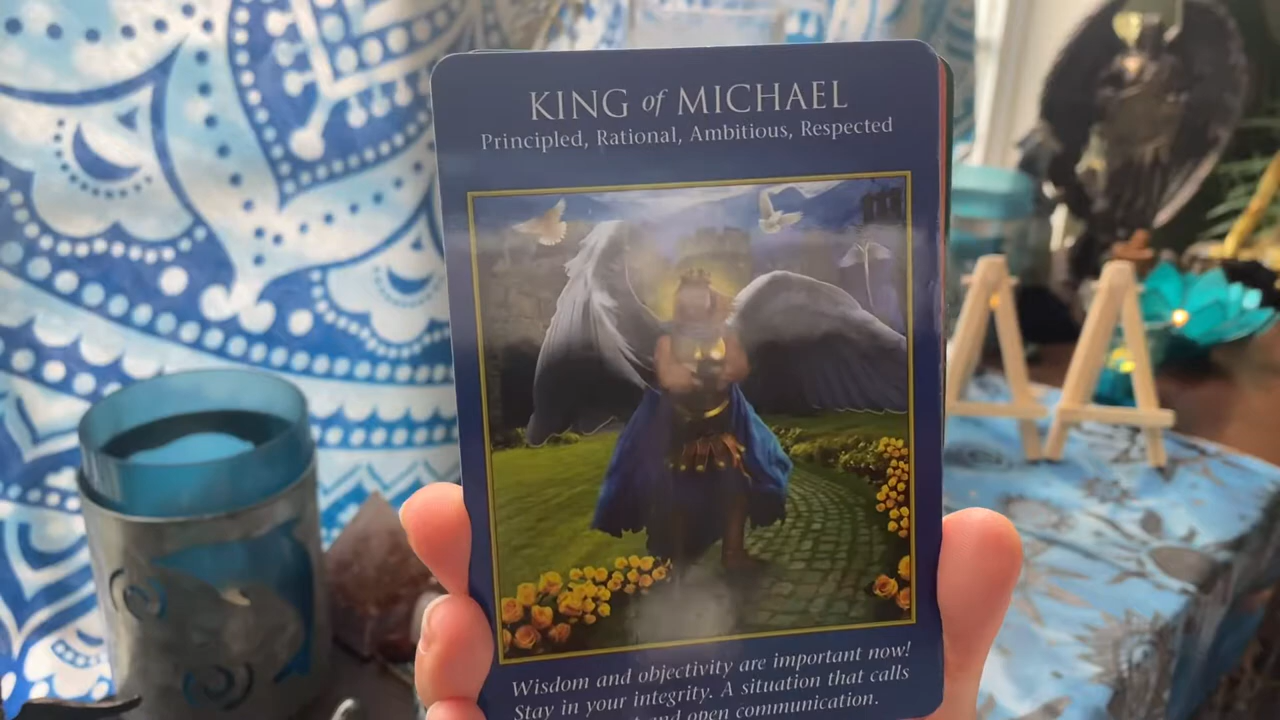 KING of MICHAEL
Principled, Rational, Ambitious, Respected
Wisdom and objectivity are important now!
Stay in your integrity. A situation that calls
and open communication.